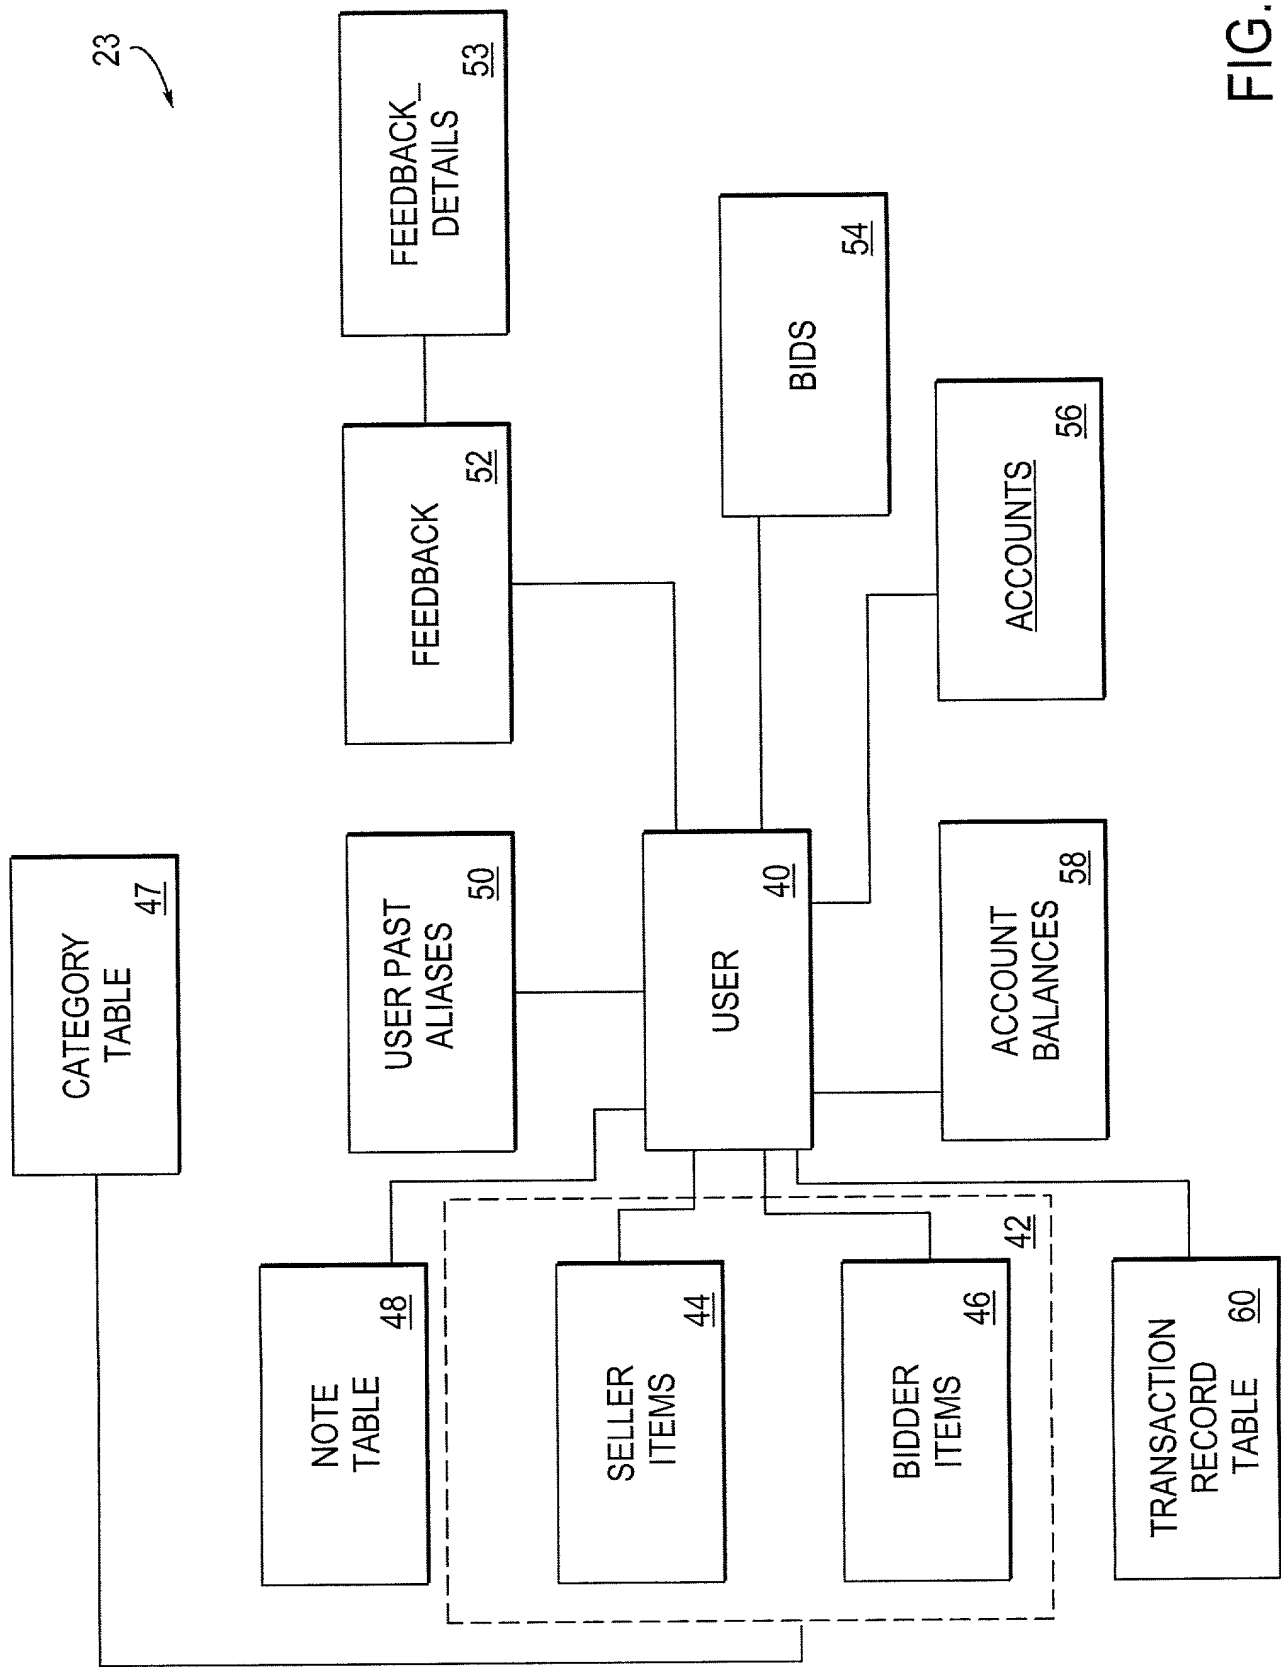 23
CATEGORY
TABLE
47
NOTE
TABLE
48
USER PAST
ALIASES
50
FEEDBACK
52
FEEDBACK_
DETAILS
53
SELLER
ITEMS
44
BIDDER
ITEMS
46
42
USER
40
BIDS
54
ACCOUNTS
56
ACCOUNT
BALANCES
58
TRANSACTION
RECORD
TABLE
60
FIG.